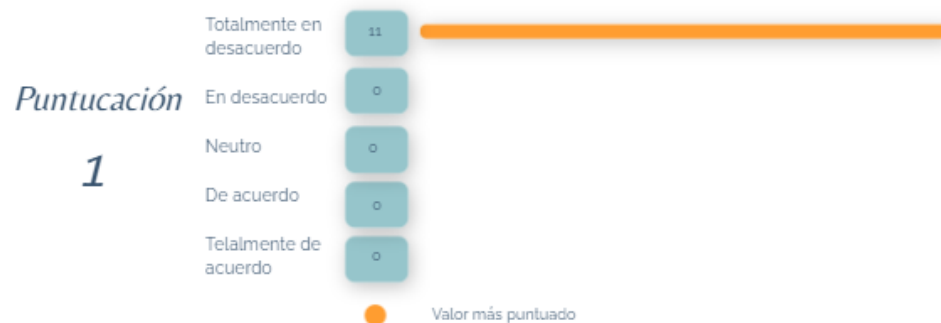 Puntucación
1
Totalmente en
desacuerdo
11
En desacuerdo
0
Neutro
0
De acuerdo
0
Telalmente de
acuerdo
0
Valor más puntuado